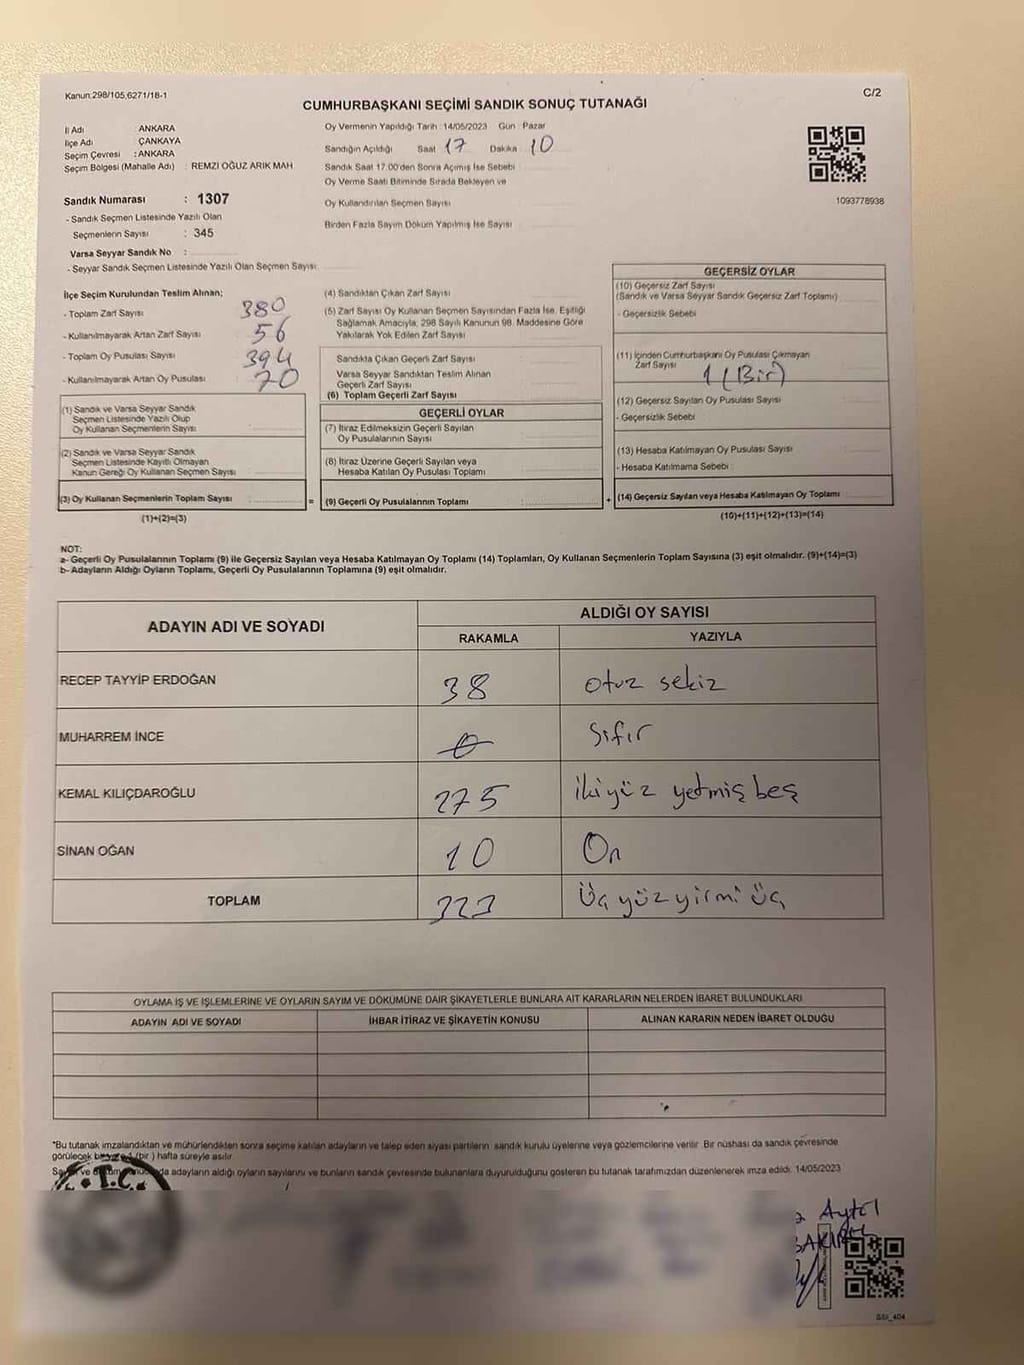 Kanun:298/105,6271/18-1
C/2
CUMHURBAŞKANI SEÇİMİ SANDIK SONUÇ TUTANAĞI
İl Adı ANKARA
İlçe Adı ÇANKAYA
Seçim Çevresi : ANKARA
Seçim Bölgesi (Mahalle Adı) : REMZİ OĞUZ ARIK MAH
Sandık Numarası : 1307
- Sandık Seçmen Listesinde Yazılı Olan
Seçmenlerin Sayısı : 345
Varsa Seyyar Sandık No :
- Seyyar Sandık Seçmen Listesinde Yazılı Olan Seçmen Sayısı:
Oy Vermenin Yapıldığı Tarih : 14/05/2023 Gün : Pazar
Sandığın Açıldığı Saat 17 Dakika 10
Sandık Saat 17.00'den Sonra Açılmış İse Sebebi
Oy Verme Saati Bitiminde Sırada Bekleyen ve
Oy Kullandırılan Seçmen Sayısı
Birden Fazla Sayım Döküm Yapılmış İse Sayısı
1093778938
İlçe Seçim Kurulundan Teslim Alınan;
- Toplam Zarf Sayısı 380
- Kullanılmayarak Artan Zarf Sayısı 56
- Toplam Oy Pusulası Sayısı 394
- Kullanılmayarak Artan Oy Pusulası 70
(1) Sandık ve Varsa Seyyar Sandık
Seçmen Listesinde Yazılı Olup
Oy Kullanan Seçmenlerin Sayısı
(2) Sandık ve Varsa Seyyar Sandık
Seçmen Listesinde Kayıtlı Olmayan
Kanun Gereği Oy Kullanan Seçmen Sayısı
(3) Oy Kullanan Seçmenlerin Toplam Sayısı
(1)+(2)=(3)
(4) Sandıktan Çıkan Zarf Sayısı
(5) Zarf Sayısı Oy Kullanan Seçmen Sayısından Fazla İse, Eşitliği
Sağlamak Amacıyla, 298 Sayılı Kanunun 98. Maddesine Göre
Yakılarak Yok Edilen Zarf Sayısı
Sandıkta Çıkan Geçerli Zarf Sayısı
Varsa Seyyar Sandıktan Teslim Alınan
Geçerli Zarf Sayısı
(6) Toplam Geçerli Zarf Sayısı
GEÇERLİ OYLAR
(7) İtiraz Edilmeksizin Geçerli Sayılan
Oy Pusulalarının Sayısı
(8) İtiraz Üzerine Geçerli Sayılan veya
Hesaba Katılan Oy Pusulası Toplamı
= (9) Geçerli Oy Pusulalarının Toplamı
GEÇERSİZ OYLAR
(10) Geçersiz Zarf Sayısı
(Sandık ve Varsa Seyyar Sandık Geçersiz Zarf Toplamı)
- Geçersizlik Sebebi
(11) İçinden Cumhurbaşkanı Oy Pusulası Çıkmayan
Zarf Sayısı 1 (Bir)
(12) Geçersiz Sayılan Oy Pusulası Sayısı
- Geçersizlik Sebebi
(13) Hesaba Katılmayan Oy Pusulası Sayısı
- Hesaba Katılmama Sebebi :
+ (14) Geçersiz Sayılan veya Hesaba Katılmayan Oy Toplamı
(10)+(11)+(12)+(13)=(14)
NOT:
a- Geçerli Oy Pusulalarının Toplamı (9) ile Geçersiz Sayılan veya Hesaba Katılmayan Oy Toplamı (14) Toplamları, Oy Kullanan Seçmenlerin Toplam Sayısına (3) eşit olmalıdır. (9)+(14)=(3)
b- Adayların Aldığı Oyların Toplamı, Geçerli Oy Pusulalarının Toplamına (9) eşit olmalıdır.
ADAYIN ADI VE SOYADI
ALDIĞI OY SAYISI
RAKAMLA YAZIYLA
RECEP TAYYİP ERDOĞAN 38 otuz sekiz
MUHARREM İNCE 0 Sıfır
KEMAL KILIÇDAROĞLU 275 İkiyüz yetmiş beş
SİNAN OĞAN 10 On
TOPLAM 323 Üç yüz yirmi üç
OYLAMA İŞ VE İŞLEMLERİNE VE OYLARIN SAYIM VE DÖKÜMÜNE DAİR ŞİKAYETLERLE BUNLARA AİT KARARLARIN NELERDEN İBARET BULUNDUKLARI
ADAYIN ADI VE SOYADI İHBAR İTİRAZ VE ŞİKAYETİN KONUSU ALINAN KARARIN NEDEN İBARET OLDUĞU
*Bu tutanak imzalandıktan ve mühürlendikten sonra seçime katılan adayların ve talep eden siyasi partilerin sandık kurulu üyelerine veya gözlemcilerine verilir. Bir nüshası da sandık çevresinde
görülecek (bir) hafta süreyle asılır.
adayların aldığı oyların sayılarını ve bunların sandık çevresinde bulunanlara duyurulduğunu gösteren bu tutanak tarafımızdan düzenlenerek imza edildi. 14/05/2023
T.C.
Aytül
SSI_404